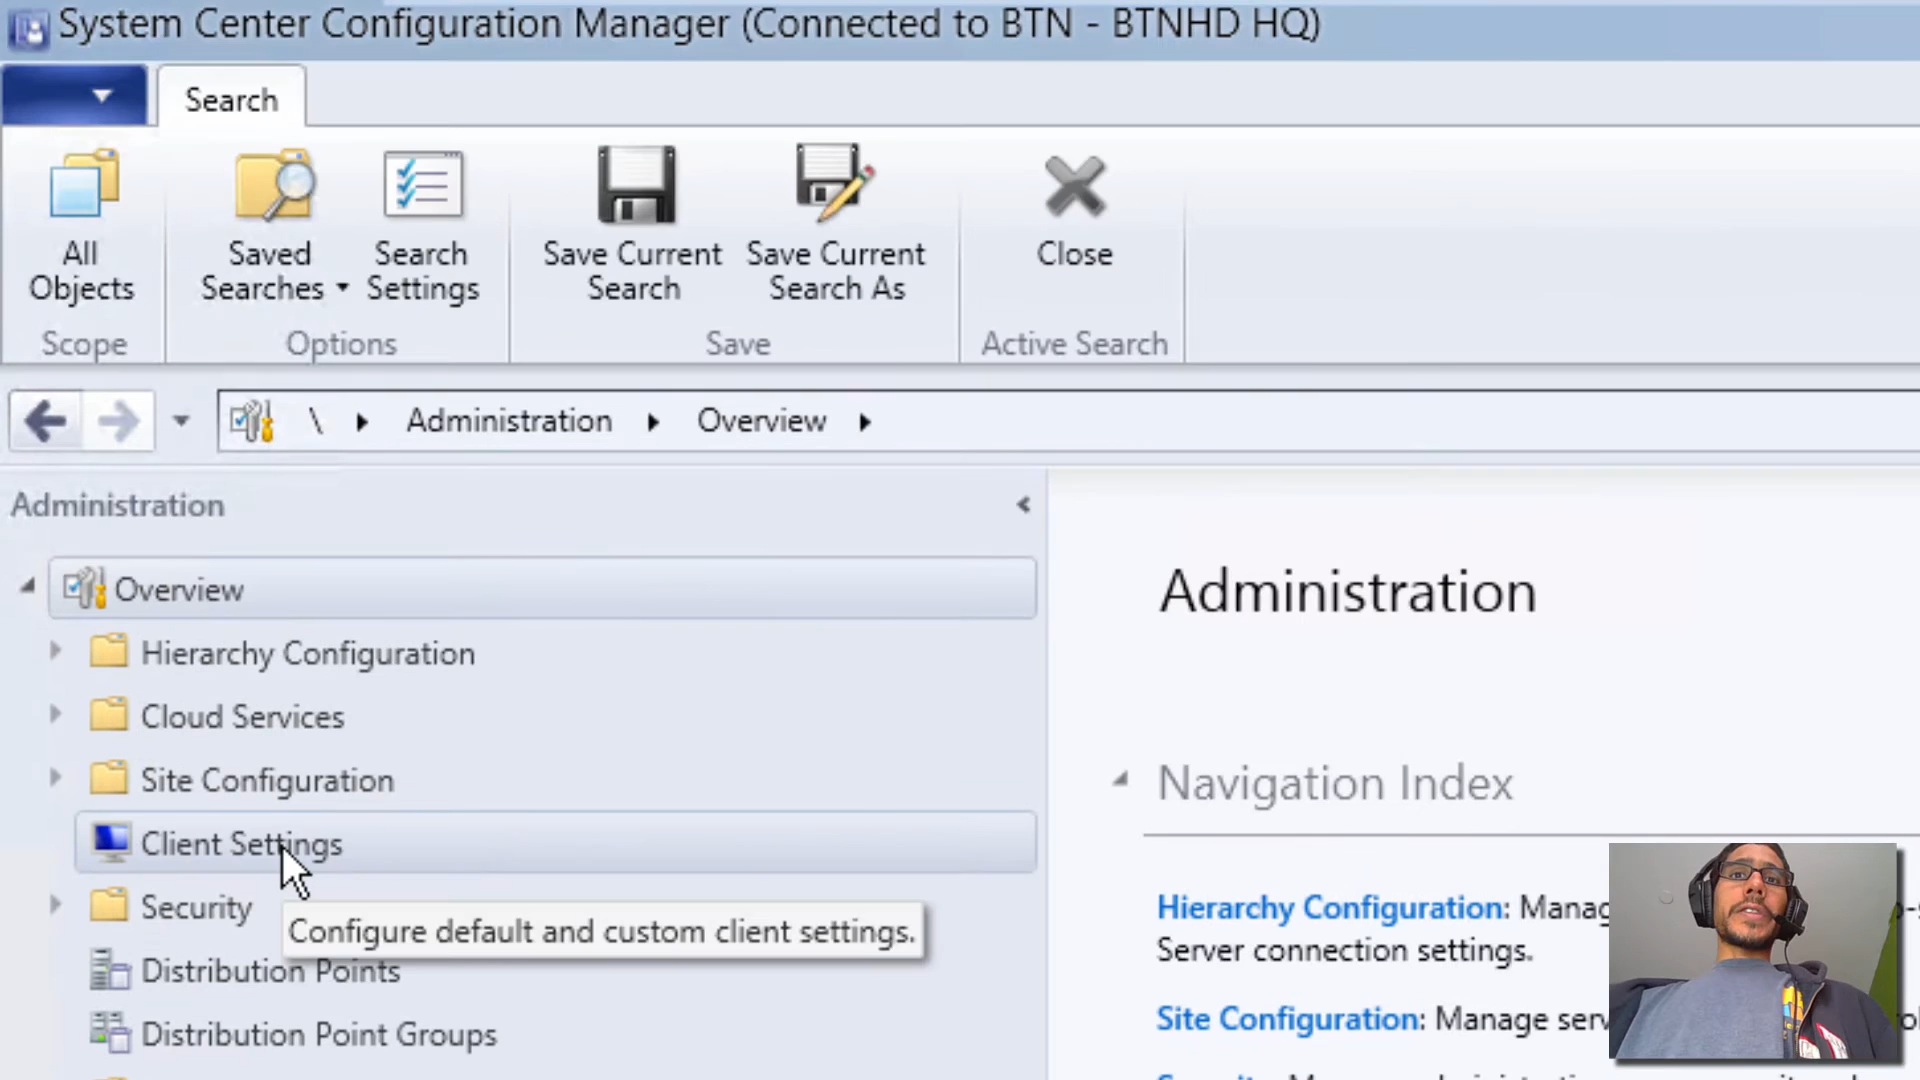 System Center Configuration Manager (Connected to BTN - BTNHD HQ)
Search
All
Objects
Saved
Searches
Search
Settings
Save Current
Search
Save Current
Search As
Close
Scope
Options
Save
Active Search
\ Administration Overview
Administration
Overview
Hierarchy Configuration
Cloud Services
Site Configuration
Client Settings
Security
Configure default and custom client settings.
Distribution Points
Distribution Point Groups
Administration
Navigation Index
Hierarchy Configuration:
Server connection settings.
Site Configuration: Manage